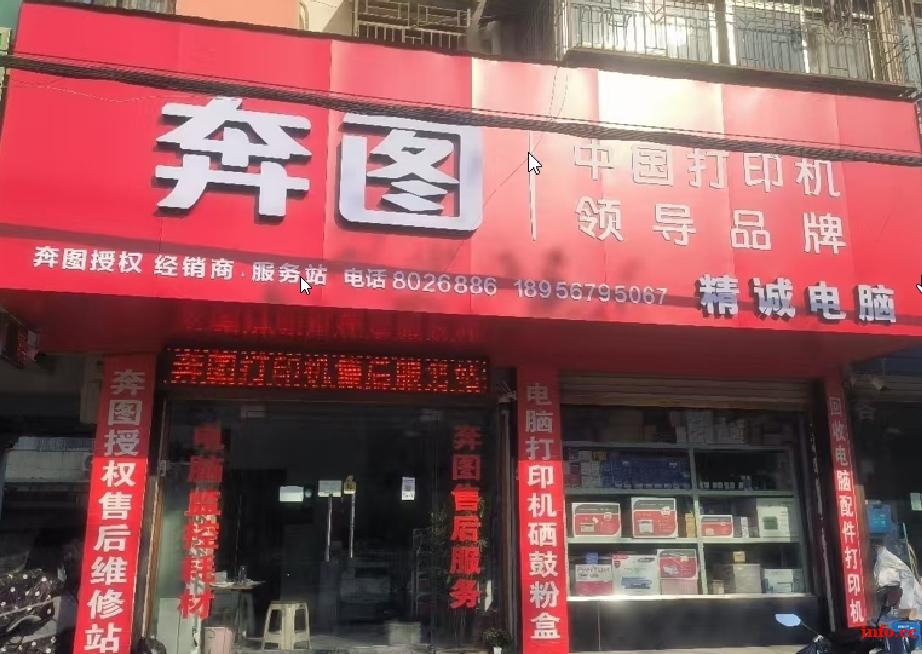 奔图
中国打印机
领导品牌
奔图授权 经销商·服务站 电话8026886 18956795067
精诚电脑
奔图打印机售后服务站
奔图授权售后维修站
电脑监控耗材
奔图售后服务
电脑打印机硒鼓粉盒
回收电脑配件打印机
PANTUM
info.cc